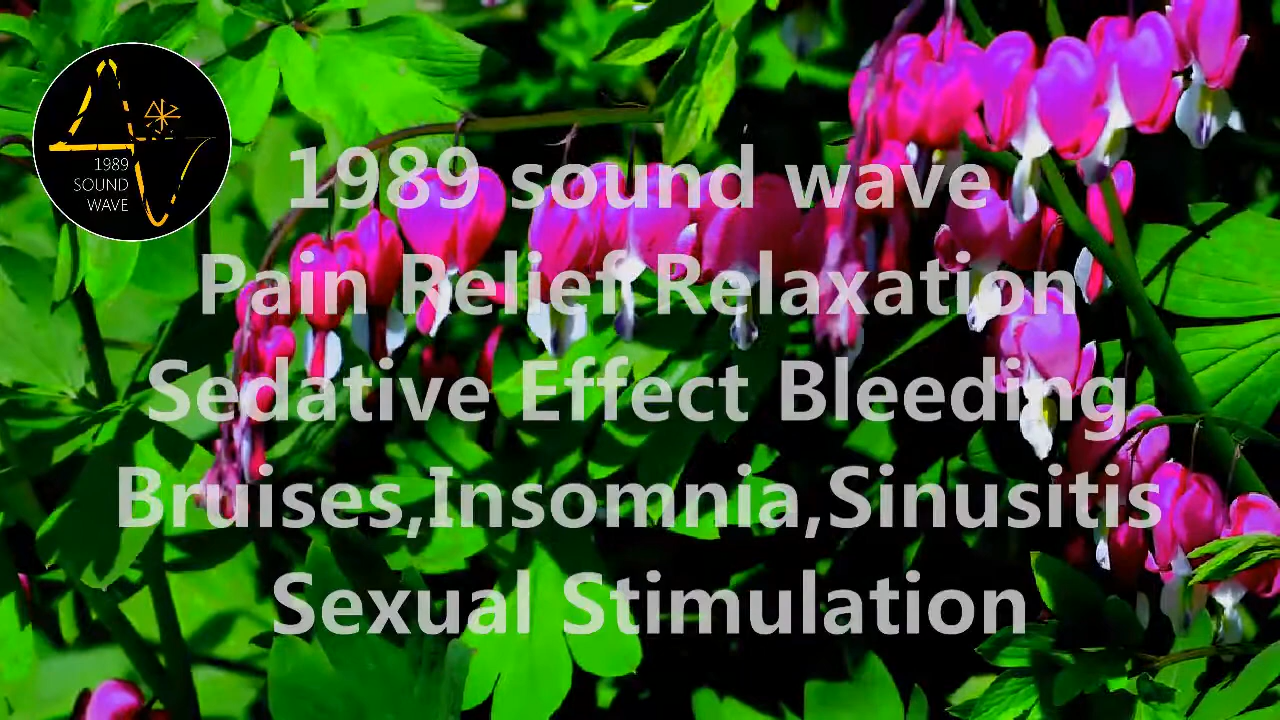 1989
SOUND
WAVE
1989 sound wave
Pain Relief Relaxation
Sedative Effect Bleeding
Bruises,Insomnia,Sinusitis
Sexual Stimulation